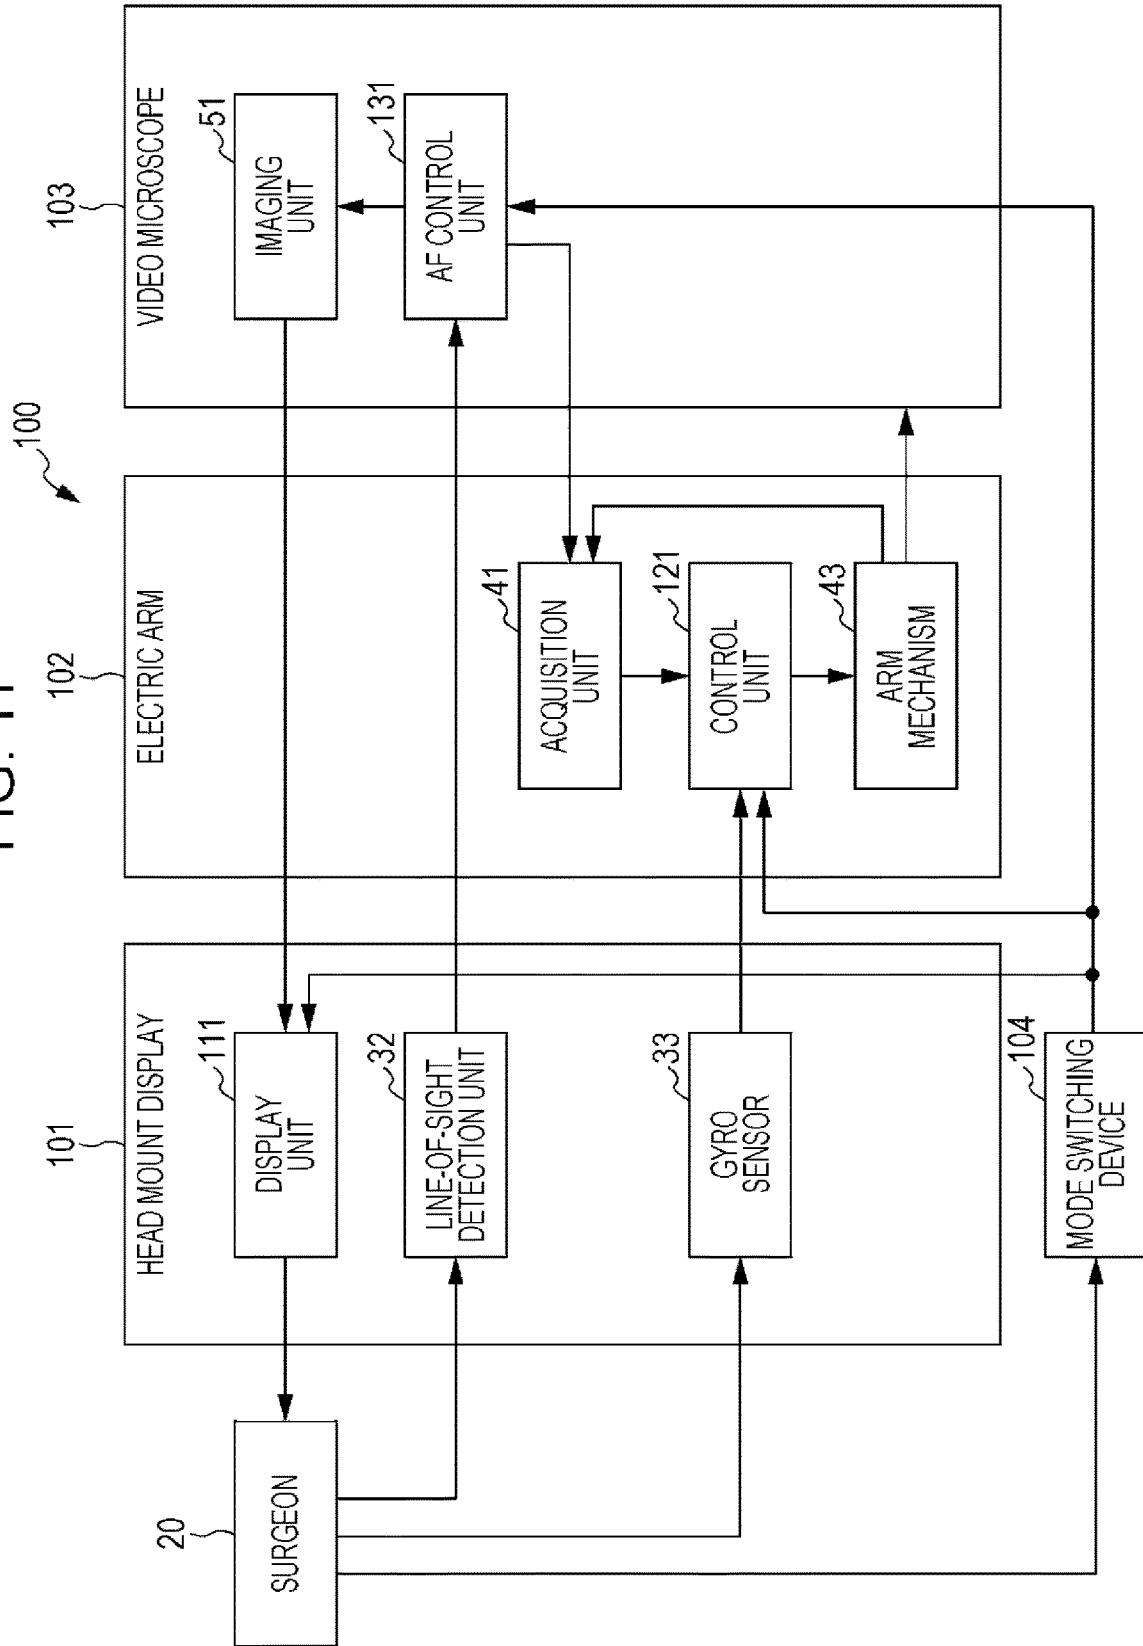 FIG.
100
101
102
103
HEAD MOUNT DISPLAY
ELECTRIC ARM
VIDEO MICROSCOPE
20
SURGEON
111
DISPLAY
UNIT
51
IMAGING
UNIT
32
LINE-OF-SIGHT
DETECTION UNIT
131
AF CONTROL
UNIT
41
ACQUISITION
UNIT
33
GYRO
SENSOR
121
CONTROL
UNIT
43
ARM
MECHANISM
104
MODE SWITCHING
DEVICE